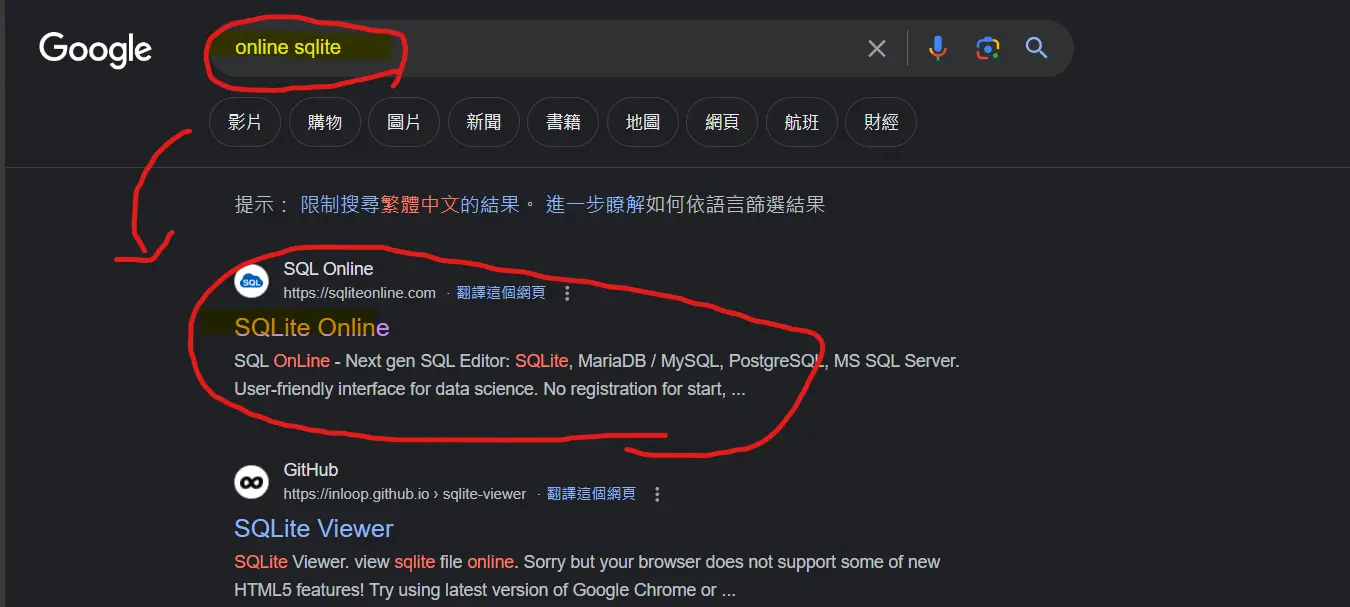 Google
online sqlite
影片 購物 圖片 新聞 書籍 地圖 網頁 航班 財經
提示： 限制搜尋繁體中文的結果。 進一步瞭解如何依語言篩選結果
SQL
SQL Online
https://sqliteonline.com · 翻譯這個網頁
SQLite Online
SQL OnLine - Next gen SQL Editor: SQLite, MariaDB / MySQL, PostgreSQL, MS SQL Server.
User-friendly interface for data science. No registration for start, ...
GitHub
https://inloop.github.io › sqlite-viewer · 翻譯這個網頁
SQLite Viewer
SQLite Viewer. view sqlite file online. Sorry but your browser does not support some of new
HTML5 features! Try using latest version of Google Chrome or ...